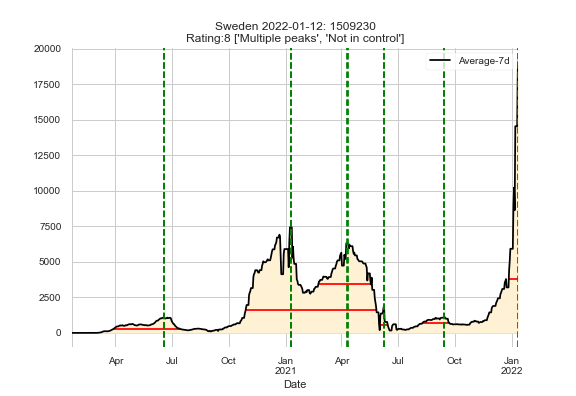 Sweden 2022-01-12: 1509230
Rating:8 ['Multiple peaks', 'Not in control']
20000
17500
15000
12500
10000
7500
5000
2500
0
Average-7d
Apr
Jul
Oct
Jan
2021
Apr
Jul
Oct
Jan
2022
Date